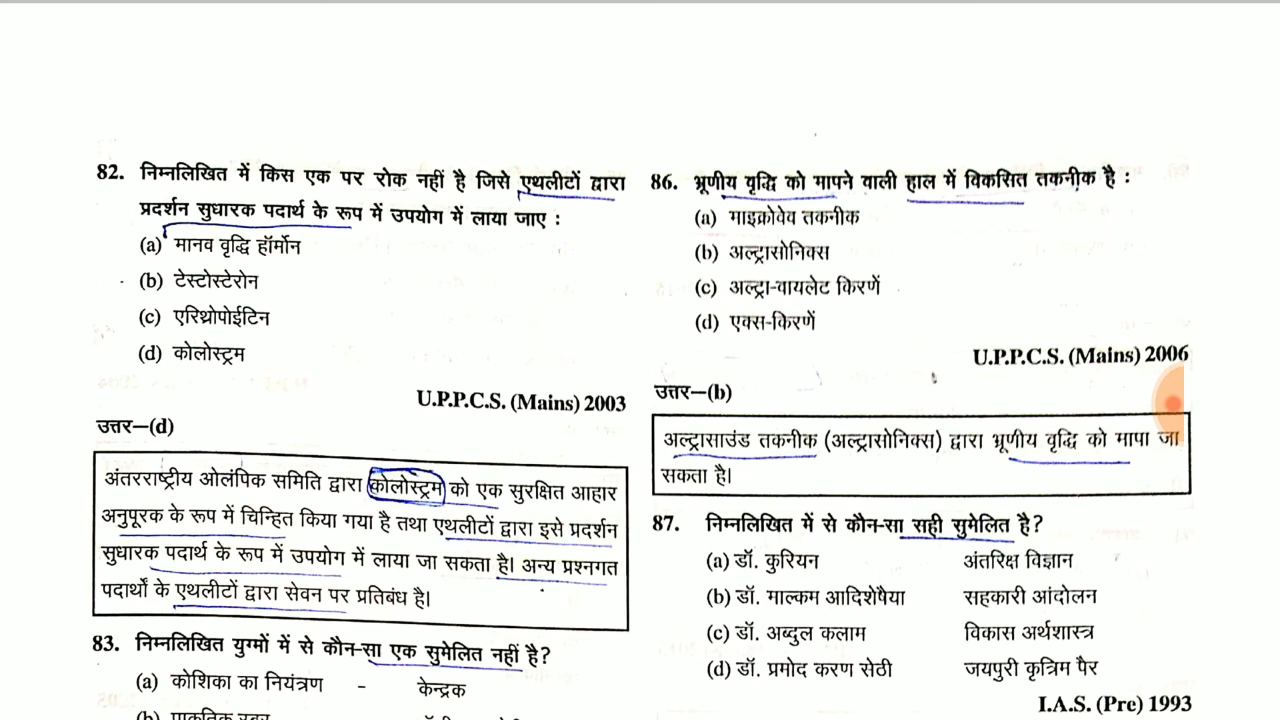 82. निम्नलिखित में किस एक पर रोक नहीं है जिसे एथलीटों द्वारा
प्रदर्शन सुधारक पदार्थ के रूप में उपयोग में लाया जाए :
(a) मानव वृद्धि हॉर्मोन
(b) टेस्टोस्टेरोन
(c) एरिथ्रोपोईटिन
(d) कोलोस्ट्रम
U.P.P.C.S. (Mains) 2003
उत्तर–(d)
अंतरराष्ट्रीय ओलंपिक समिति द्वारा कोलोस्ट्रम को एक सुरक्षित आहार
अनुपूरक के रूप में चिन्हित किया गया है तथा एथलीटों द्वारा इसे प्रदर्शन
सुधारक पदार्थ के रूप में उपयोग में लाया जा सकता है। अन्य प्रश्नगत
पदार्थों के एथलीटों द्वारा सेवन पर प्रतिबंध है।
83. निम्नलिखित युग्मों में से कौन-सा एक सुमेलित नहीं है?
(a) कोशिका का नियंत्रण - केन्द्रक
86. भ्रूणीय वृद्धि को मापने वाली हाल में विकसित तकनीक है :
(a) माइक्रोवेव तकनीक
(b) अल्ट्रासोनिक्स
(c) अल्ट्रा-वायलेट किरणें
(d) एक्स-किरणें
U.P.P.C.S. (Mains) 2006
उत्तर–(b)
अल्ट्रासाउंड तकनीक (अल्ट्रासोनिक्स) द्वारा भ्रूणीय वृद्धि को मापा जा
सकता है।
87. निम्नलिखित में से कौन-सा सही सुमेलित है?
(a) डॉ. कुरियन अंतरिक्ष विज्ञान
(b) डॉ. माल्कम आदिशेषैया सहकारी आंदोलन
(c) डॉ. अब्दुल कलाम विकास अर्थशास्त्र
(d) डॉ. प्रमोद करण सेठी जयपुरी कृत्रिम पैर
I.A.S. (Pre) 1993